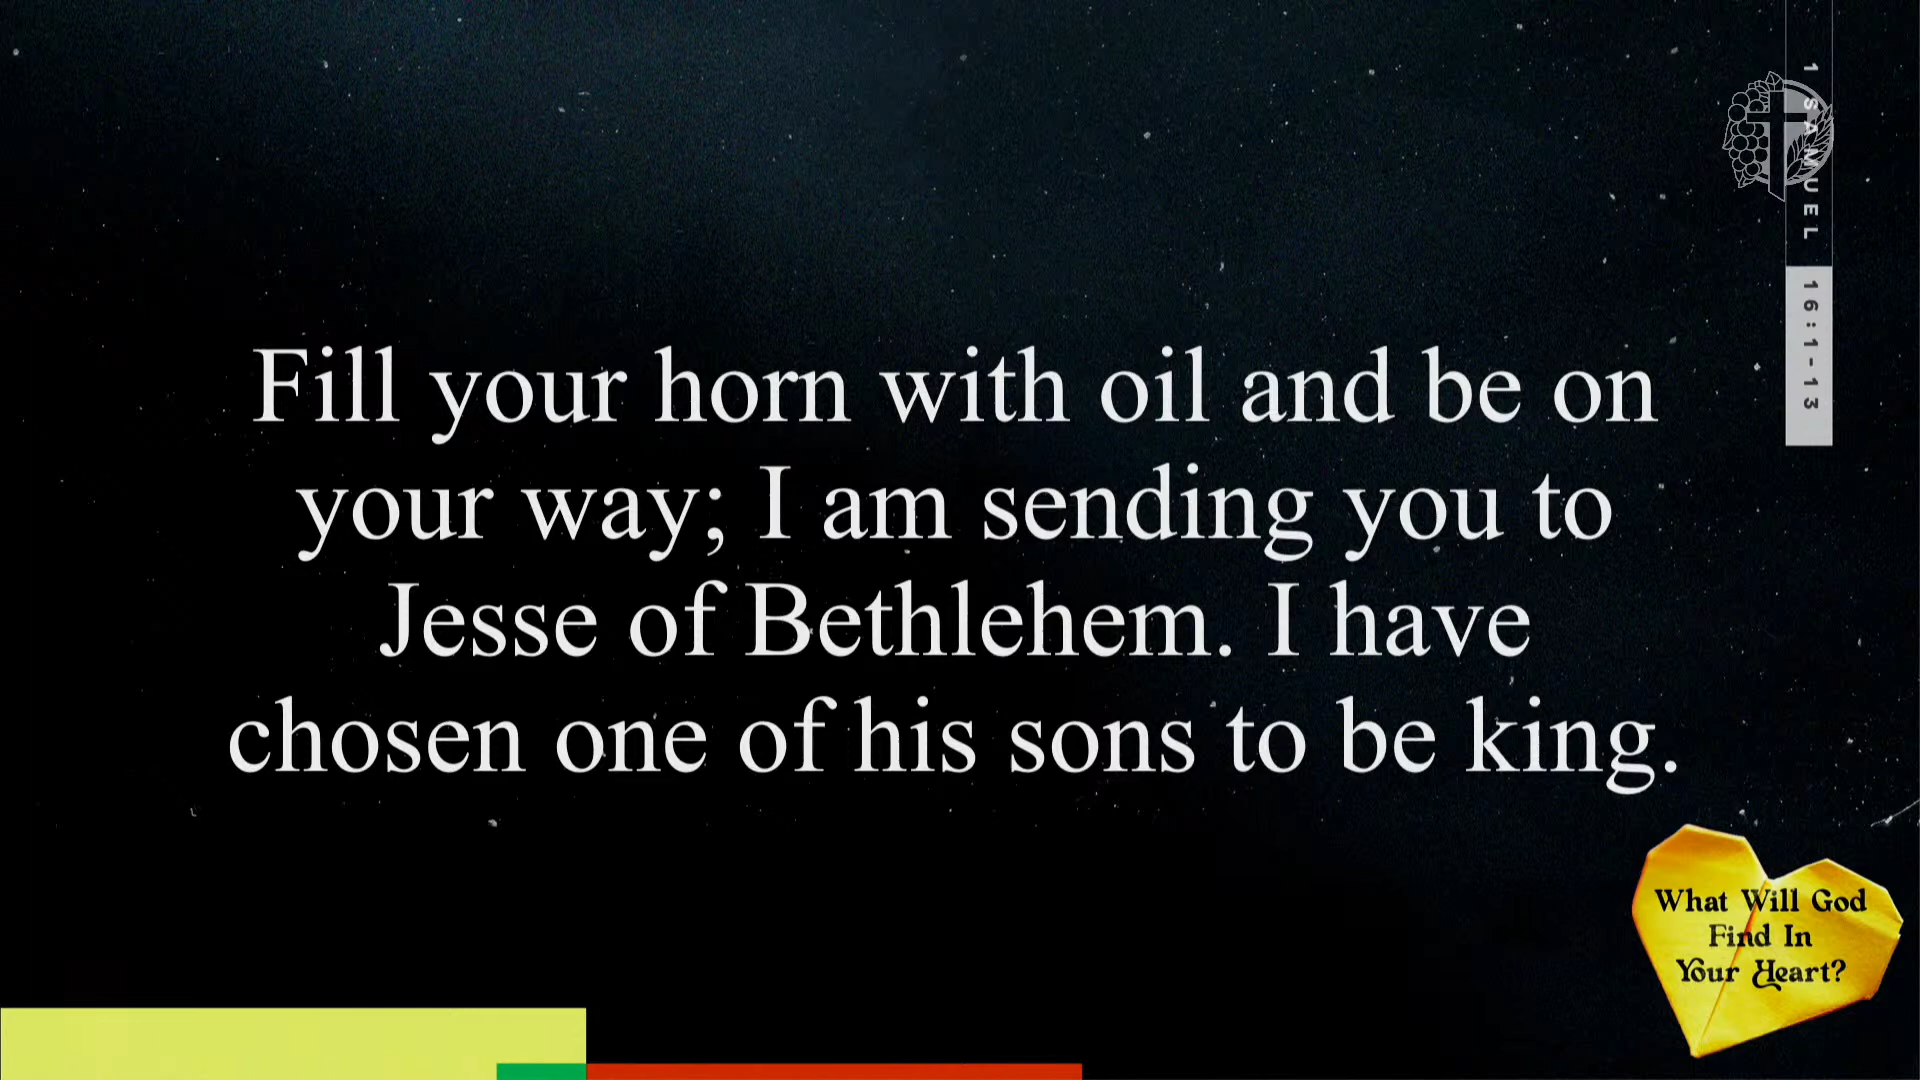 Fill your horn with oil and be on
your way; I am sending you to
Jesse of Bethlehem. I have
chosen one of his sons to be king.
1 SAMUEL 16:1-13
What Will God
Find In
Your Heart?